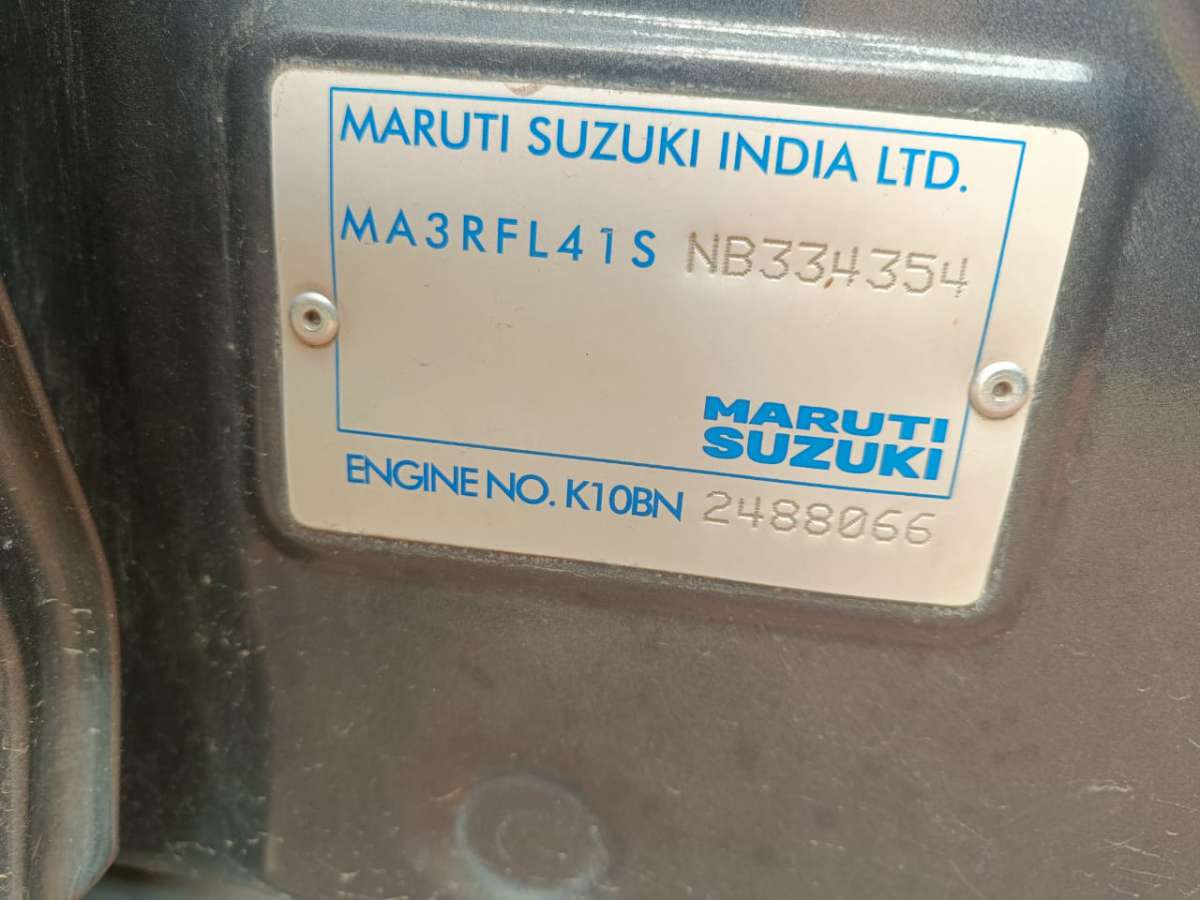 MARUTI SUZUKI INDIA LTD.
MA3RFL41S NB334354
MARUTI
SUZUKI
ENGINE NO. K10BN 2488066